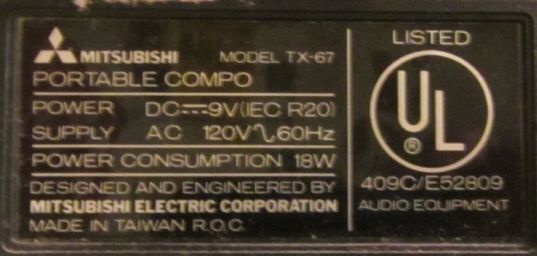 MITSUBISHI MODEL TX-67
PORTABLE COMPO
POWER DC⎓9V(IEC R20)
SUPPLY AC 120V∿60Hz
POWER CONSUMPTION 18W
DESIGNED AND ENGINEERED BY
MITSUBISHI ELECTRIC CORPORATION
MADE IN TAIWAN R.O.C.
LISTED
UL
®
409C/E52809
AUDIO EQUIPMENT